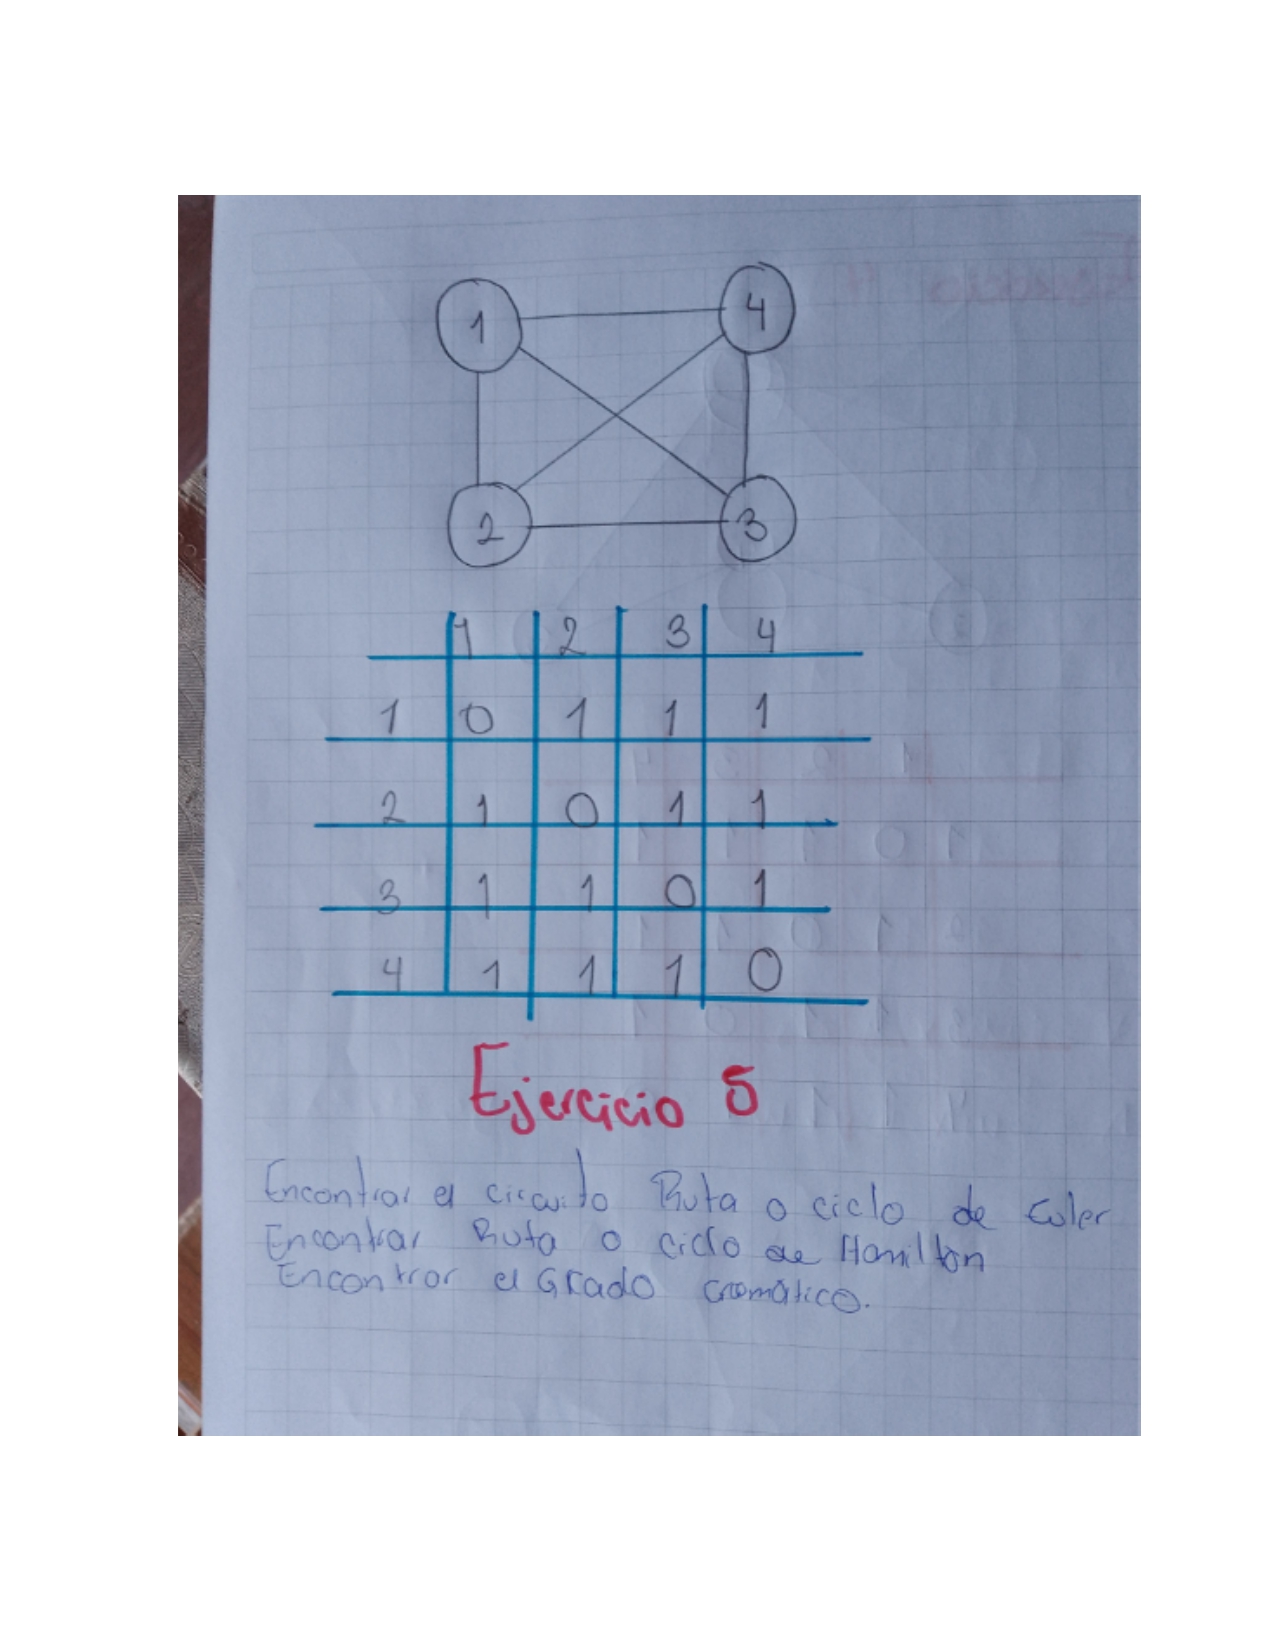 1 4
2 3
1 2 3 4
1 0 1 1 1
2 1 0 1 1
3 1 1 0 1
4 1 1 1 0
Ejercicio 5
Encontrar el circuito Ruta o ciclo de Euler
Encontrar Ruta o ciclo de Hamilton
Encontrar el Grado cromático.